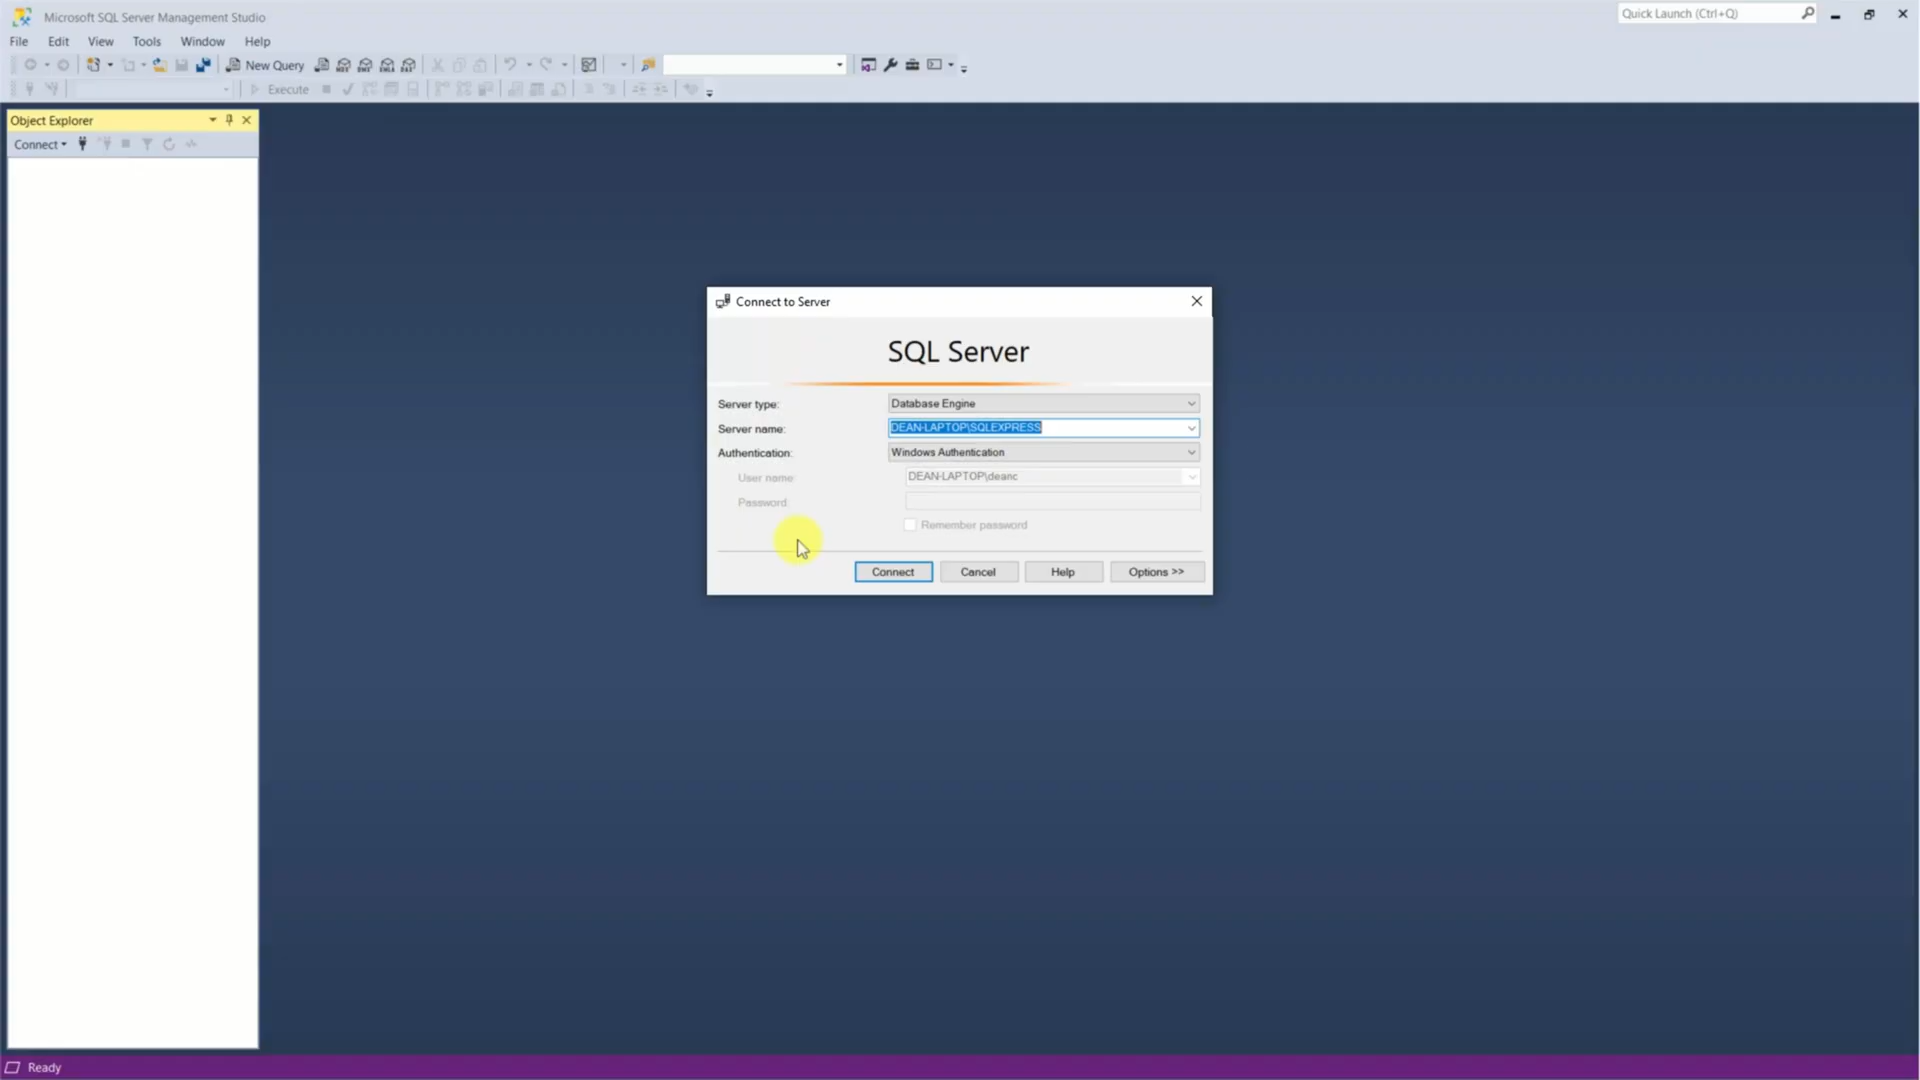 Microsoft SQL Server Management Studio
Quick Launch (Ctrl+Q)
File Edit View Tools Window Help
New Query
Execute
Object Explorer
Connect
Connect to Server
SQL Server
Server type: Database Engine
Server name: DEAN-LAPTOP\SQLEXPRESS
Authentication: Windows Authentication
User name: DEAN-LAPTOP\deanc
Password:
Remember password
Connect Cancel Help Options >>
Ready